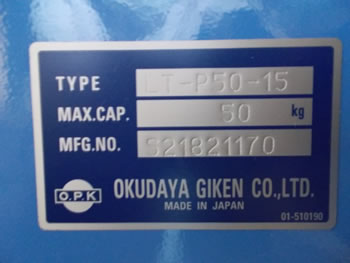 TYPE LT-P50-15
MAX.CAP. 50 kg
MFG.NO. S21821170
O.P.K OKUDAYA GIKEN CO.,LTD.
MADE IN JAPAN
01-510190